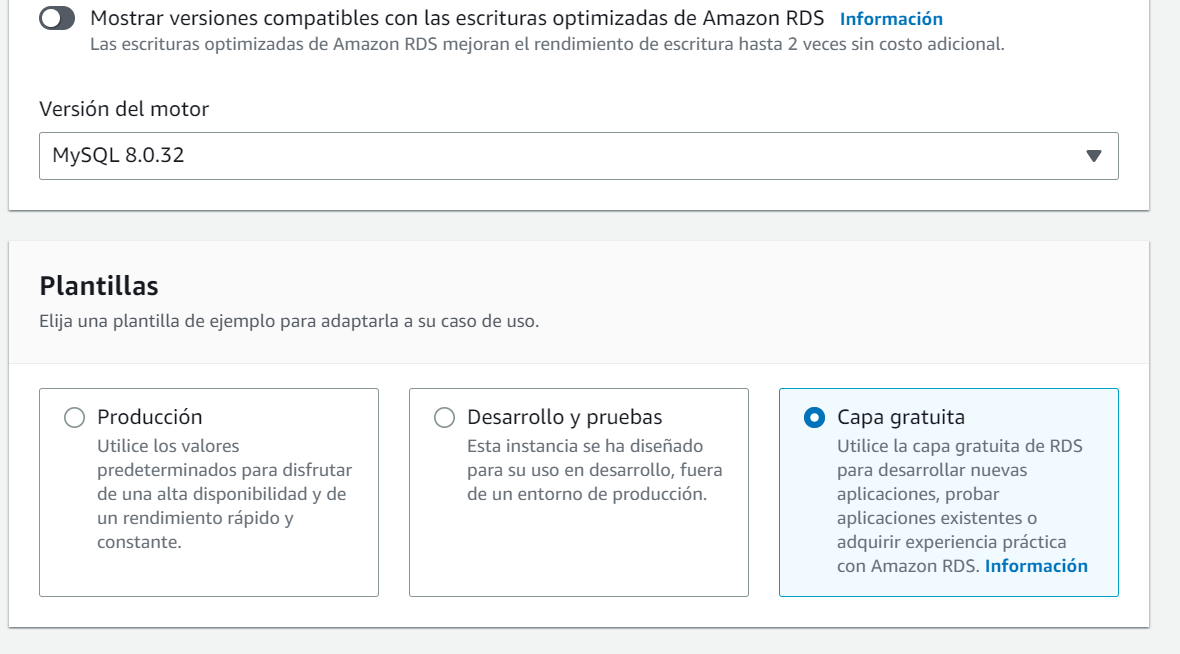 Mostrar versiones compatibles con las escrituras optimizadas de Amazon RDS Información
Las escrituras optimizadas de Amazon RDS mejoran el rendimiento de escritura hasta 2 veces sin costo adicional.
Versión del motor
MySQL 8.0.32
Plantillas
Elija una plantilla de ejemplo para adaptarla a su caso de uso.
Producción
Utilice los valores
predeterminados para disfrutar
de una alta disponibilidad y de
un rendimiento rápido y
constante.
Desarrollo y pruebas
Esta instancia se ha diseñado
para su uso en desarrollo, fuera
de un entorno de producción.
Capa gratuita
Utilice la capa gratuita de RDS
para desarrollar nuevas
aplicaciones, probar
aplicaciones existentes o
adquirir experiencia práctica
con Amazon RDS. Información